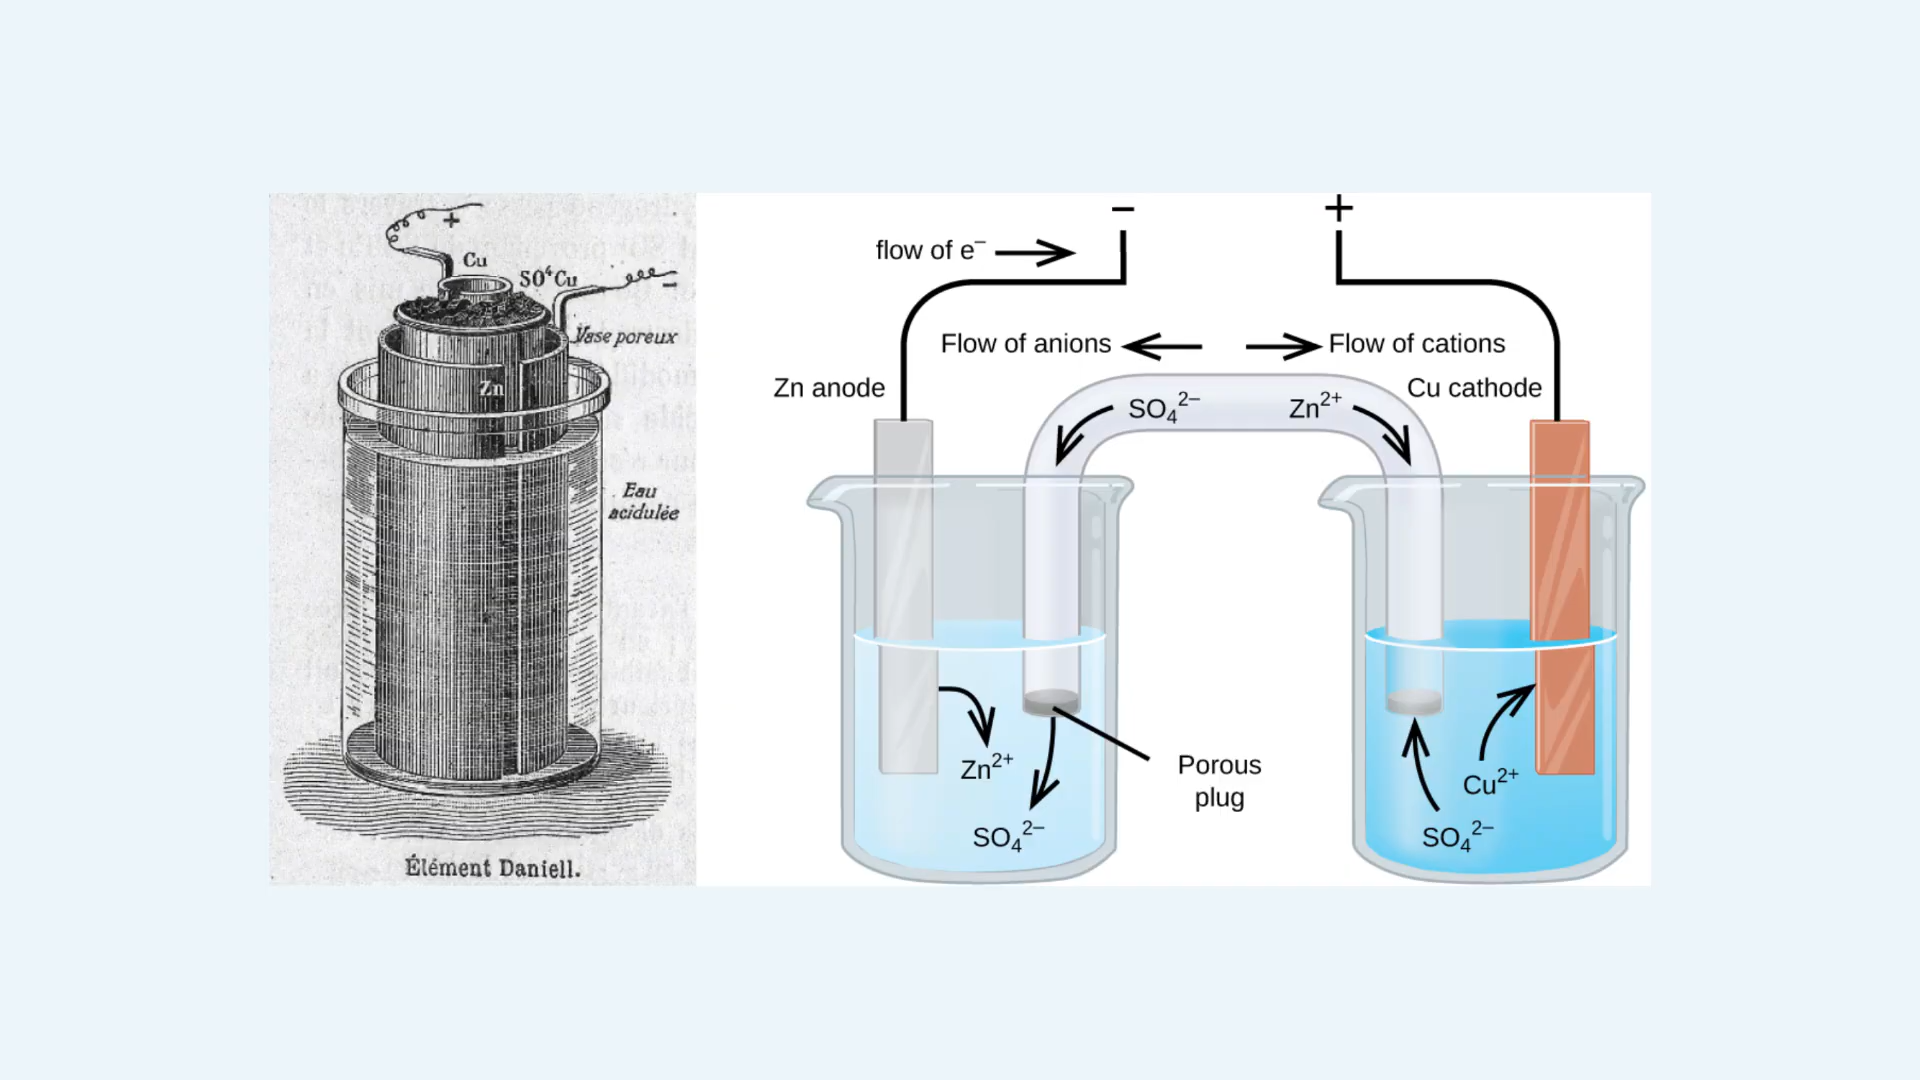 +
Cu
SO⁴Cu
−
Vase poreux
Zn
Eau
acidulée
Élément Daniell.
−
+
flow of e⁻
Flow of anions
Flow of cations
Zn anode
Cu cathode
SO₄²⁻
Zn²⁺
Zn²⁺
SO₄²⁻
Porous
plug
Cu²⁺
SO₄²⁻